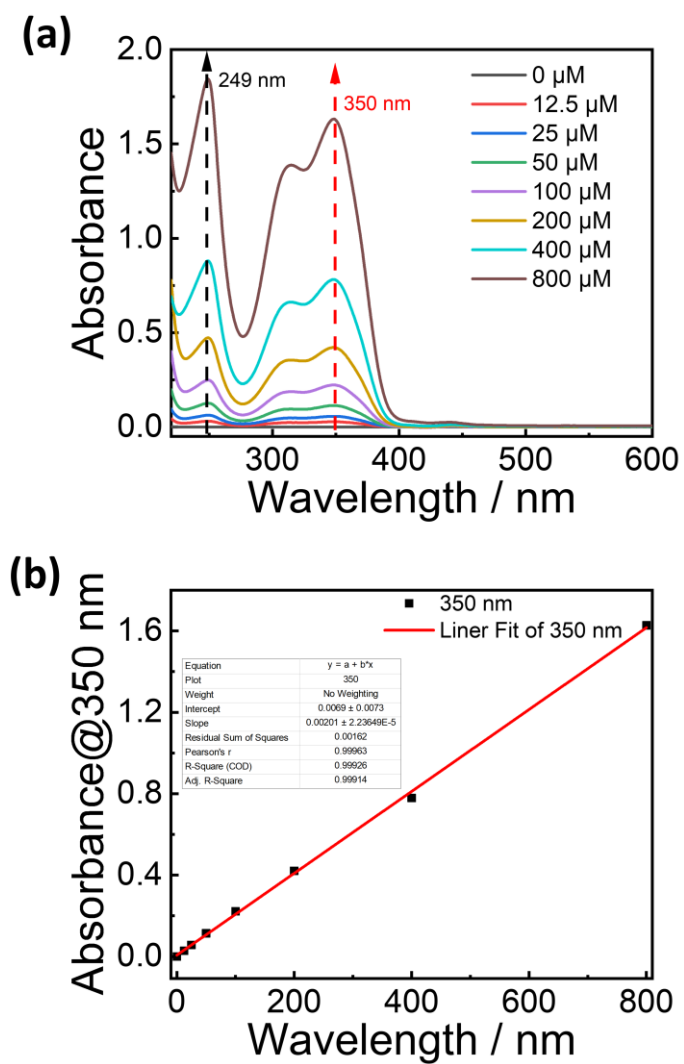 (a)
2.0
1.5
1.0
0.5
0.0
Absorbance
249 nm
350 nm
0 µM
12.5 µM
25 µM
50 µM
100 µM
200 µM
400 µM
800 µM
300
400
500
600
Wavelength / nm
(b)
1.6
1.2
0.8
0.4
0.0
Absorbance@350 nm
350 nm
Liner Fit of 350 nm
Equation y = a + b*x
Plot 350
Weight No Weighting
Intercept 0.0069 ± 0.0073
Slope 0.00201 ± 2.23649E-5
Residual Sum of Squares 0.00162
Pearson's r 0.99963
R-Square (COD) 0.99926
Adj. R-Square 0.99914
0
200
400
600
800
Wavelength / nm